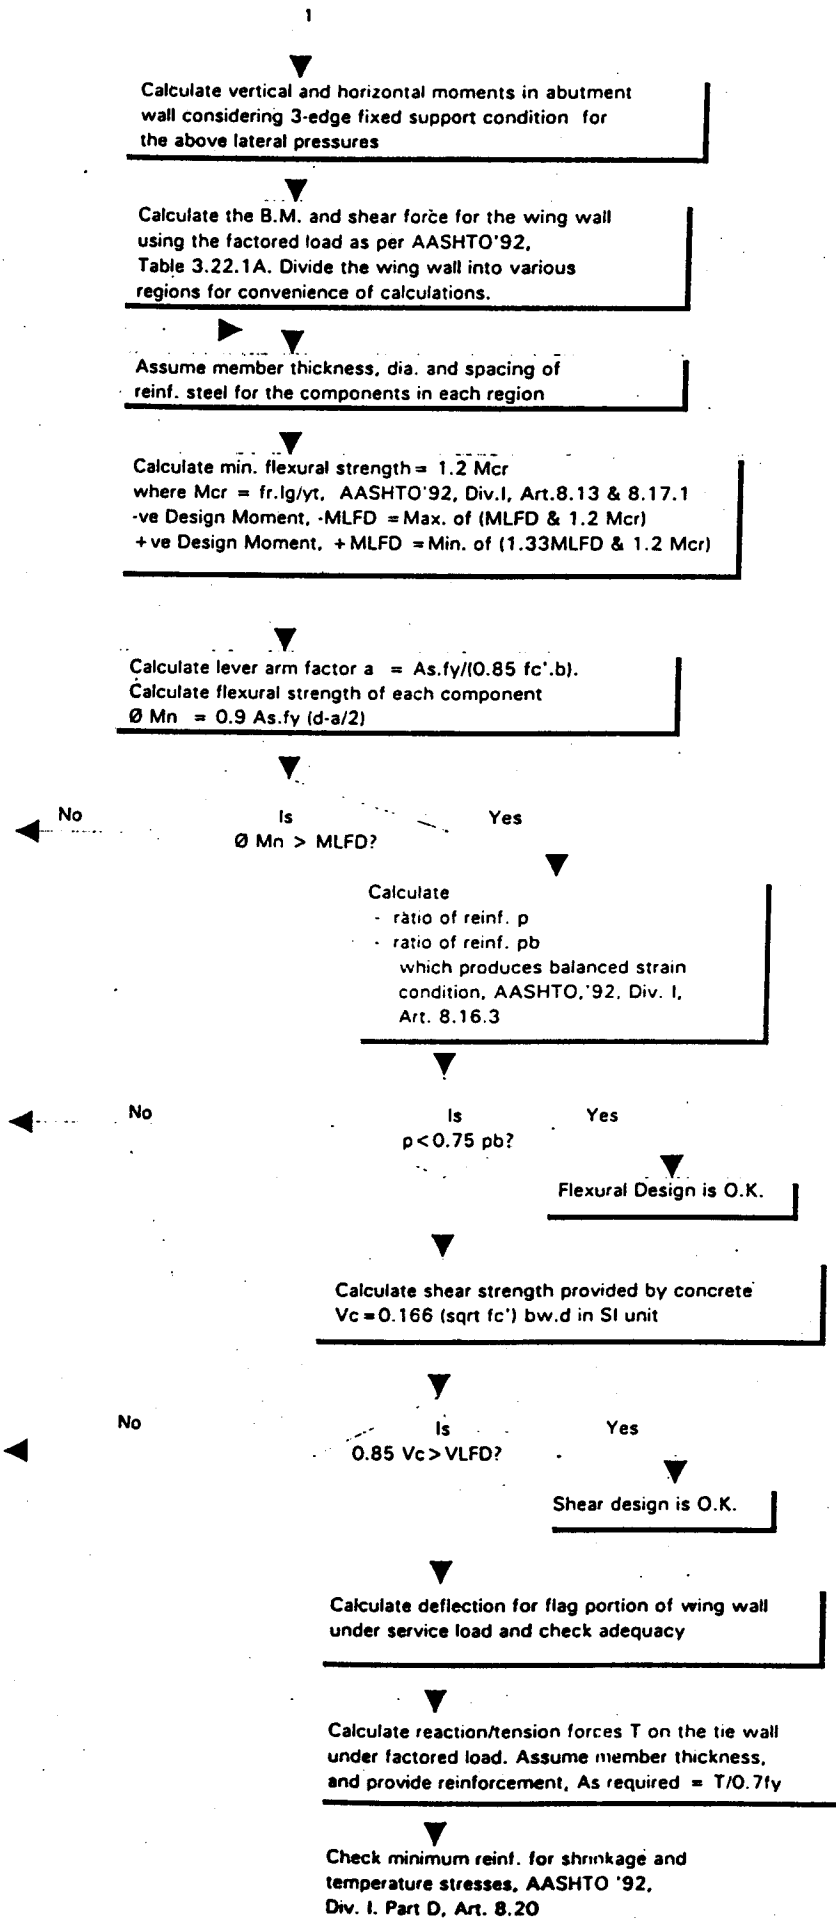 1
Calculate vertical and horizontal moments in abutment
wall considering 3-edge fixed support condition for
the above lateral pressures
Calculate the B.M. and shear force for the wing wall
using the factored load as per AASHTO'92,
Table 3.22.1A. Divide the wing wall into various
regions for convenience of calculations.
Assume member thickness, dia. and spacing of
reinf. steel for the components in each region
Calculate min. flexural strength = 1.2 Mcr
where Mcr = fr.Ig/yt, AASHTO'92, Div.I, Art.8.13 & 8.17.1
-ve Design Moment, -MLFD = Max. of (MLFD & 1.2 Mcr)
+ve Design Moment, +MLFD = Min. of (1.33MLFD & 1.2 Mcr)
Calculate lever arm factor a = As.fy/(0.85 fc'.b).
Calculate flexural strength of each component
Ø Mn = 0.9 As.fy (d-a/2)
No Is Yes
Ø Mn > MLFD?
Calculate
- ratio of reinf. p
- ratio of reinf. pb
which produces balanced strain
condition, AASHTO,'92, Div. I,
Art. 8.16.3
No Is Yes
p<0.75 pb?
Flexural Design is O.K.
Calculate shear strength provided by concrete
Vc=0.166 (sqrt fc') bw.d in SI unit
No Is Yes
0.85 Vc>VLFD?
Shear design is O.K.
Calculate deflection for flag portion of wing wall
under service load and check adequacy
Calculate reaction/tension forces T on the tie wall
under factored load. Assume member thickness,
and provide reinforcement, As required = T/0.7fy
Check minimum reinf. for shrinkage and
temperature stresses, AASHTO '92,
Div. I. Part D, Art. 8.20